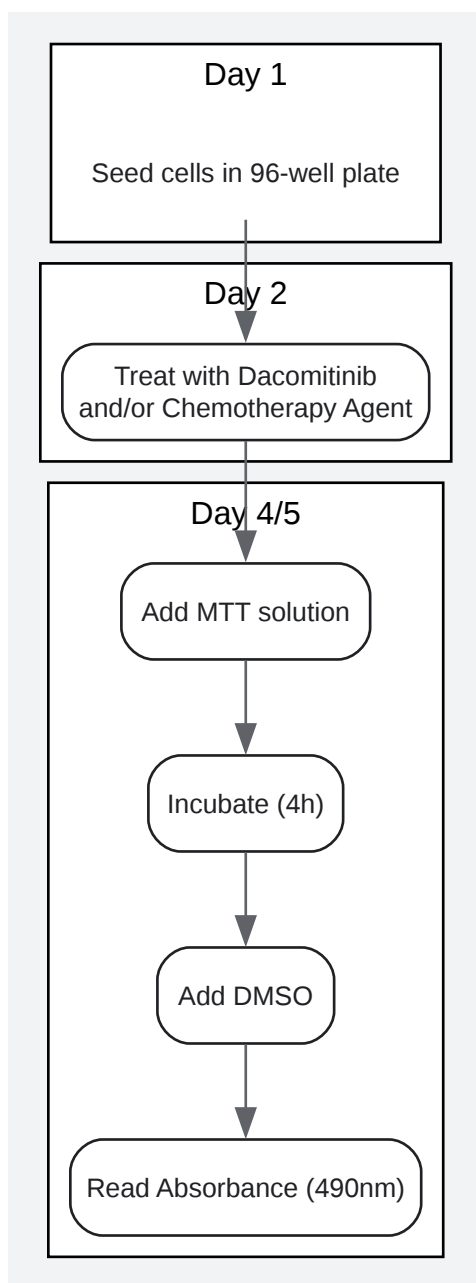 Day 1
Seed cells in 96-well plate
Day 2
Treat with Dacomitinib
and/or Chemotherapy Agent
Day 4/5
Add MTT solution
Incubate (4h)
Add DMSO
Read Absorbance (490nm)